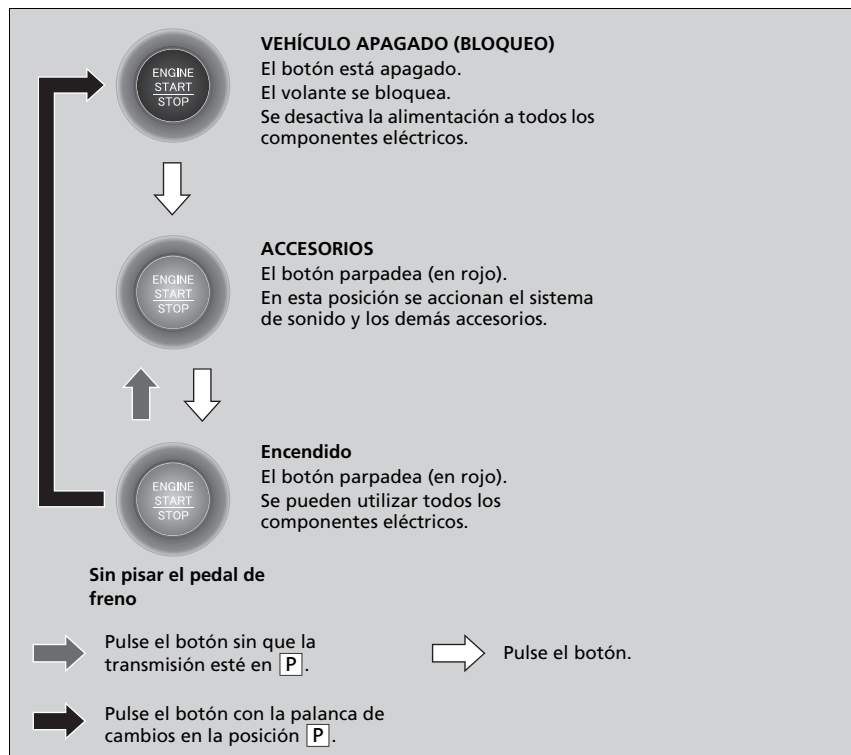 ENGINE
START
STOP
VEHÍCULO APAGADO (BLOQUEO)
El botón está apagado.
El volante se bloquea.
Se desactiva la alimentación a todos los
componentes eléctricos.
ENGINE
START
STOP
ACCESORIOS
El botón parpadea (en rojo).
En esta posición se accionan el sistema
de sonido y los demás accesorios.
ENGINE
START
STOP
Encendido
El botón parpadea (en rojo).
Se pueden utilizar todos los
componentes eléctricos.
Sin pisar el pedal de
freno
Pulse el botón sin que la
transmisión esté en P.
Pulse el botón.
Pulse el botón con la palanca de
cambios en la posición P.